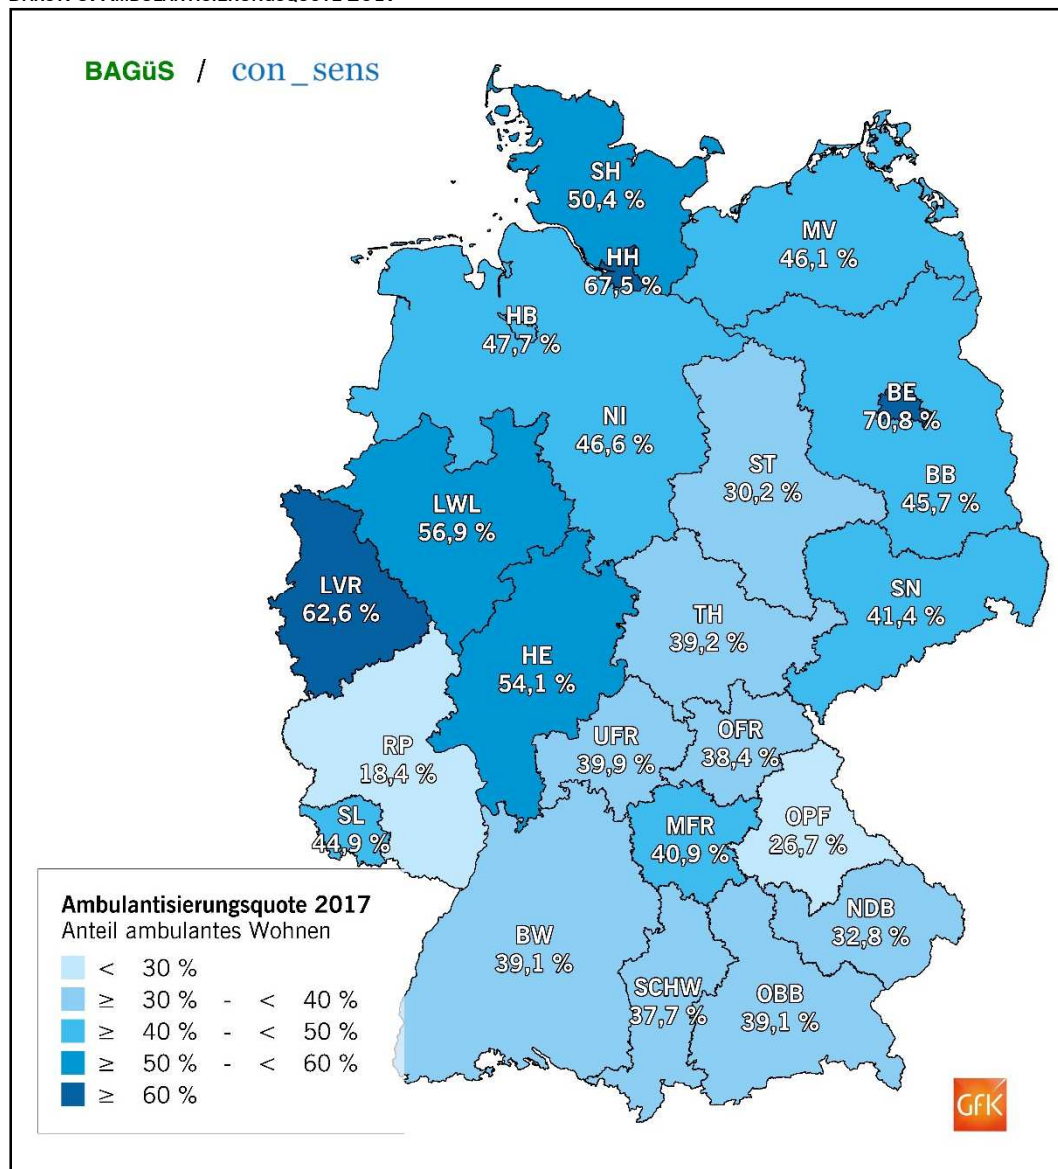 BAGüS / con_sens
SH
50,4 %
MV
46,1 %
HH
67,5 %
HB
47,7 %
BE
70,8 %
NI
46,6 %
ST
30,2 %
BB
45,7 %
LWL
56,9 %
LVR
62,6 %
SN
41,4 %
TH
39,2 %
HE
54,1 %
UFR
39,9 %
OFR
38,4 %
RP
18,4 %
SL
44,9 %
MFR
40,9 %
OPF
26,7 %
NDB
32,8 %
BW
39,1 %
SCHW
37,7 %
OBB
39,1 %
Ambulantisierungsquote 2017
Anteil ambulantes Wohnen
< 30 %
≥ 30 % - < 40 %
≥ 40 % - < 50 %
≥ 50 % - < 60 %
≥ 60 %
GfK